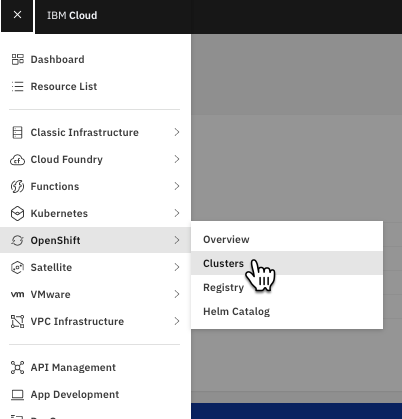 IBM Cloud
Dashboard
Resource List
Classic Infrastructure
Cloud Foundry
Functions
Kubernetes
OpenShift
Overview
Clusters
Registry
Helm Catalog
Satellite
vm VMware
VPC Infrastructure
API Management
App Development